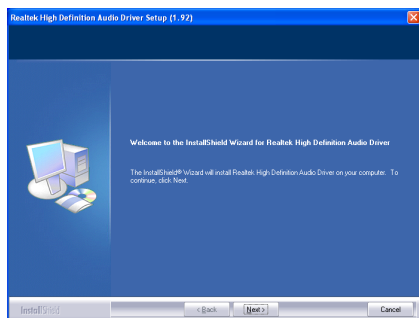 Realtek High Definition Audio Driver Setup (1.92)
Welcome to the InstallShield Wizard for Realtek High Definition Audio Driver
The InstallShield® Wizard will install Realtek High Definition Audio Driver on your computer. To
continue, click Next.
InstallShield
< Back
Next >
Cancel